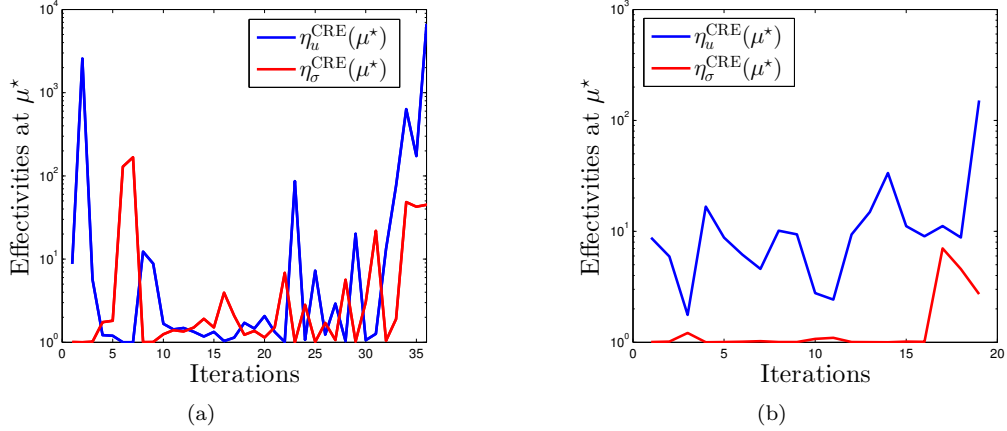 10^4
10^3
10^2
10^1
10^0
Effectivities at μ⋆
η_u^CRE(μ⋆)
η_σ^CRE(μ⋆)
0 5 10 15 20 25 30 35
Iterations
(a)
10^3
10^2
10^1
10^0
Effectivities at μ⋆
η_u^CRE(μ⋆)
η_σ^CRE(μ⋆)
0 5 10 15 20
Iterations
(b)